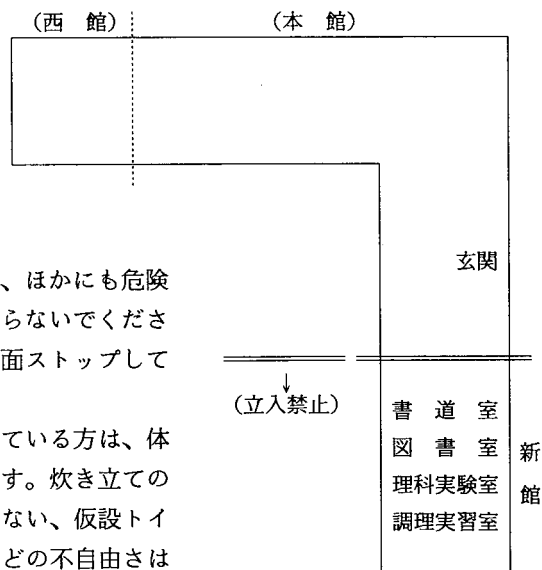 (西 館)
(本 館)
玄関
、ほかにも危険
らないでくださ
面ストップして
(立入禁止)
ている方は、体
す。炊き立ての
ない、仮設トイ
どの不自由さは
書 道 室
図 書 室
理科実験室
調理実習室
新館